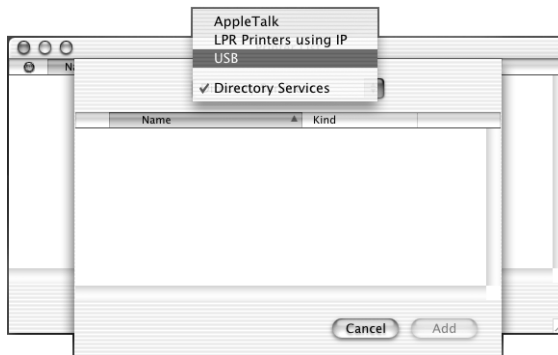 AppleTalk
LPR Printers using IP
USB
Directory Services
Name Kind
Cancel Add